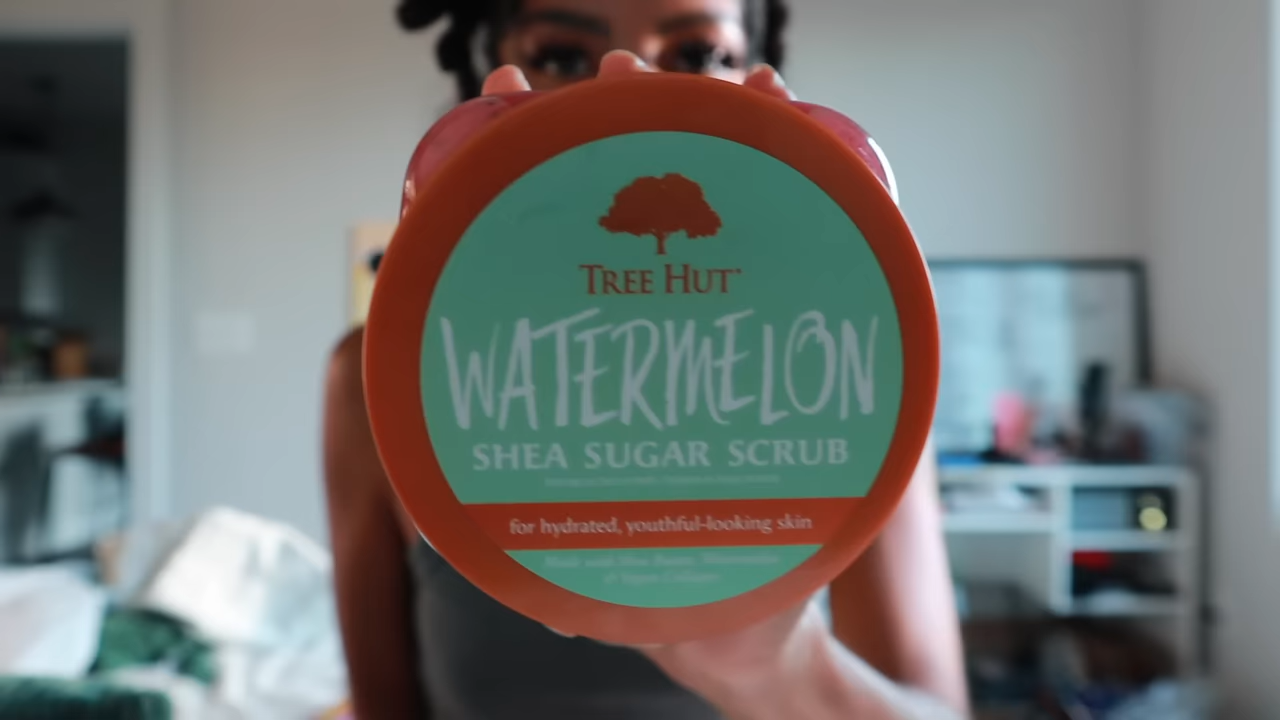 TREE HUT
WATERMELON
SHEA SUGAR SCRUB
for hydrated, youthful-looking skin